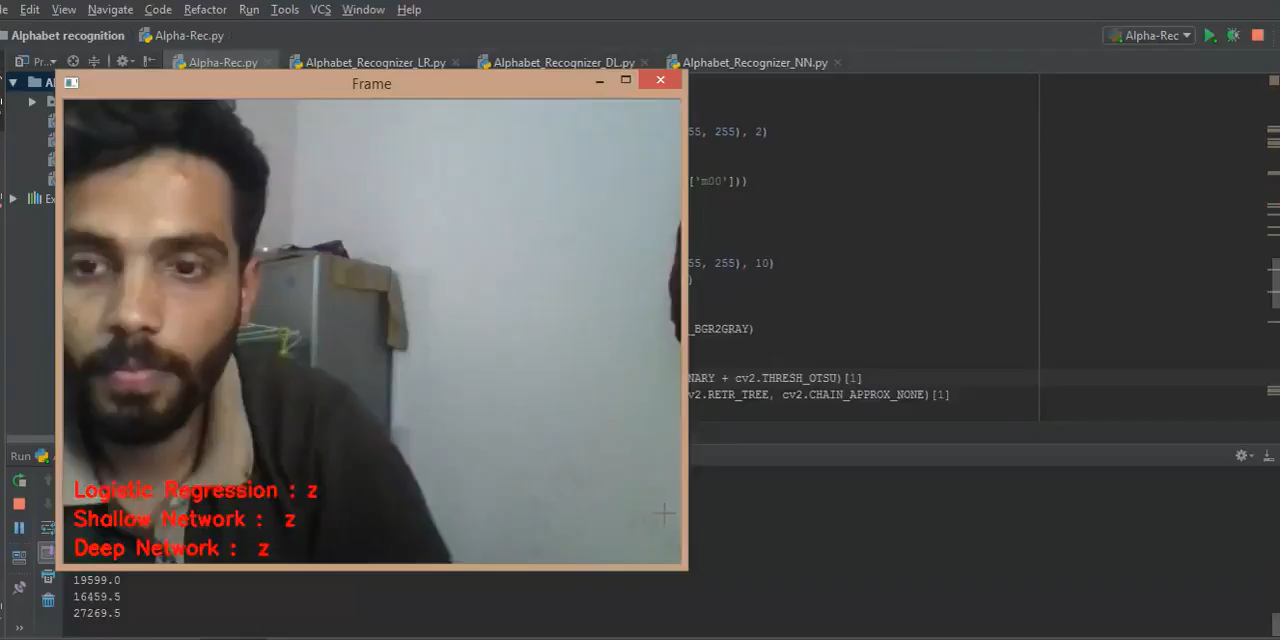 Edit View Navigate Code Refactor Run Tools VCS Window Help
Alphabet recognition Alpha-Rec.py Alpha-Rec
Pr... Alpha-Rec.py Alphabet_Recognizer_LR.py Alphabet_Recognizer_DL.py Alphabet_Recognizer_NN.py
Frame
55, 255), 2)
['m00']))
55, 255), 10)
)
_BGR2GRAY)
NARY + cv2.THRESH_OTSU)[1]
v2.RETR_TREE, cv2.CHAIN_APPROX_NONE)[1]
Run
Logistic Regression : z
Shallow Network : z
Deep Network : z
19599.0
16459.5
27269.5